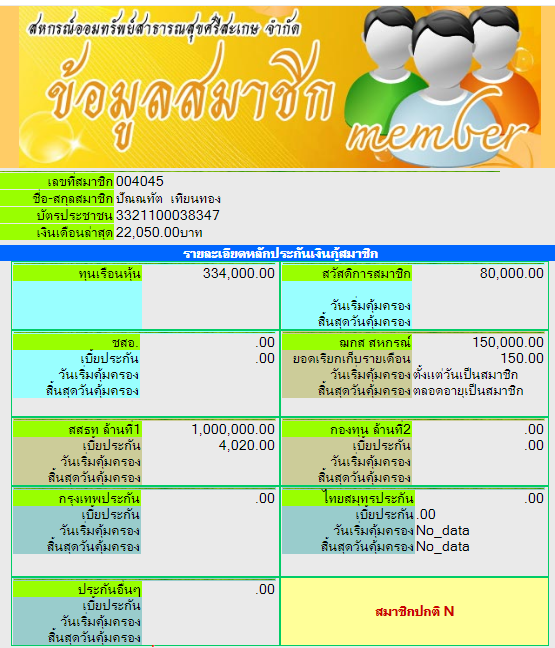 สหกรณ์ออมทรัพย์สาธารณสุขศรีสะเกษ จำกัด
ข้อมูลสมาชิก
member
เลขที่สมาชิก 004045
ชื่อ-สกุลสมาชิก ปัณณทัต เทียนทอง
บัตรประชาชน 3321100038347
เงินเดือนล่าสุด 22,050.00บาท
รายละเอียดหลักประกันเงินกู้สมาชิก
ทุนเรือนหุ้น 334,000.00
สวัสดิการสมาชิก 80,000.00
วันเริ่มคุ้มครอง
สิ้นสุดวันคุ้มครอง
ชสอ. .00
เบี้ยประกัน .00
วันเริ่มคุ้มครอง
สิ้นสุดวันคุ้มครอง
ฌกส สหกรณ์ 150,000.00
ยอดเรียกเก็บรายเดือน 150.00
วันเริ่มคุ้มครอง ตั้งแต่วันเป็นสมาชิก
สิ้นสุดวันคุ้มครอง ตลอดอายุเป็นสมาชิก
สสธท ล้านที่1 1,000,000.00
เบี้ยประกัน 4,020.00
วันเริ่มคุ้มครอง
สิ้นสุดวันคุ้มครอง
กองทุน ล้านที่2 .00
เบี้ยประกัน .00
วันเริ่มคุ้มครอง
สิ้นสุดวันคุ้มครอง
กรุงเทพประกัน .00
เบี้ยประกัน
วันเริ่มคุ้มครอง
สิ้นสุดวันคุ้มครอง
ไทยสมุทรประกัน .00
เบี้ยประกัน .00
วันเริ่มคุ้มครอง No_data
สิ้นสุดวันคุ้มครอง No_data
ประกันอื่นๆ .00
เบี้ยประกัน
วันเริ่มคุ้มครอง
สิ้นสุดวันคุ้มครอง
สมาชิกปกติ N